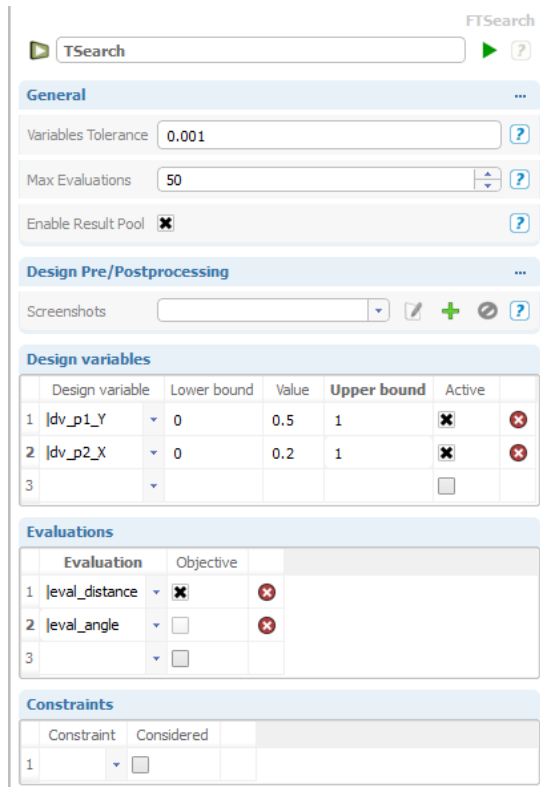 FTSearch
TSearch ?
General ...
Variables Tolerance 0.001 ?
Max Evaluations 50 ?
Enable Result Pool ?
Design Pre/Postprocessing ...
Screenshots ?
Design variables
Design variable Lower bound Value Upper bound Active
1 |dv_p1_Y 0 0.5 1
2 |dv_p2_X 0 0.2 1
3
Evaluations
Evaluation Objective
1 |eval_distance
2 |eval_angle
3
Constraints
Constraint Considered
1